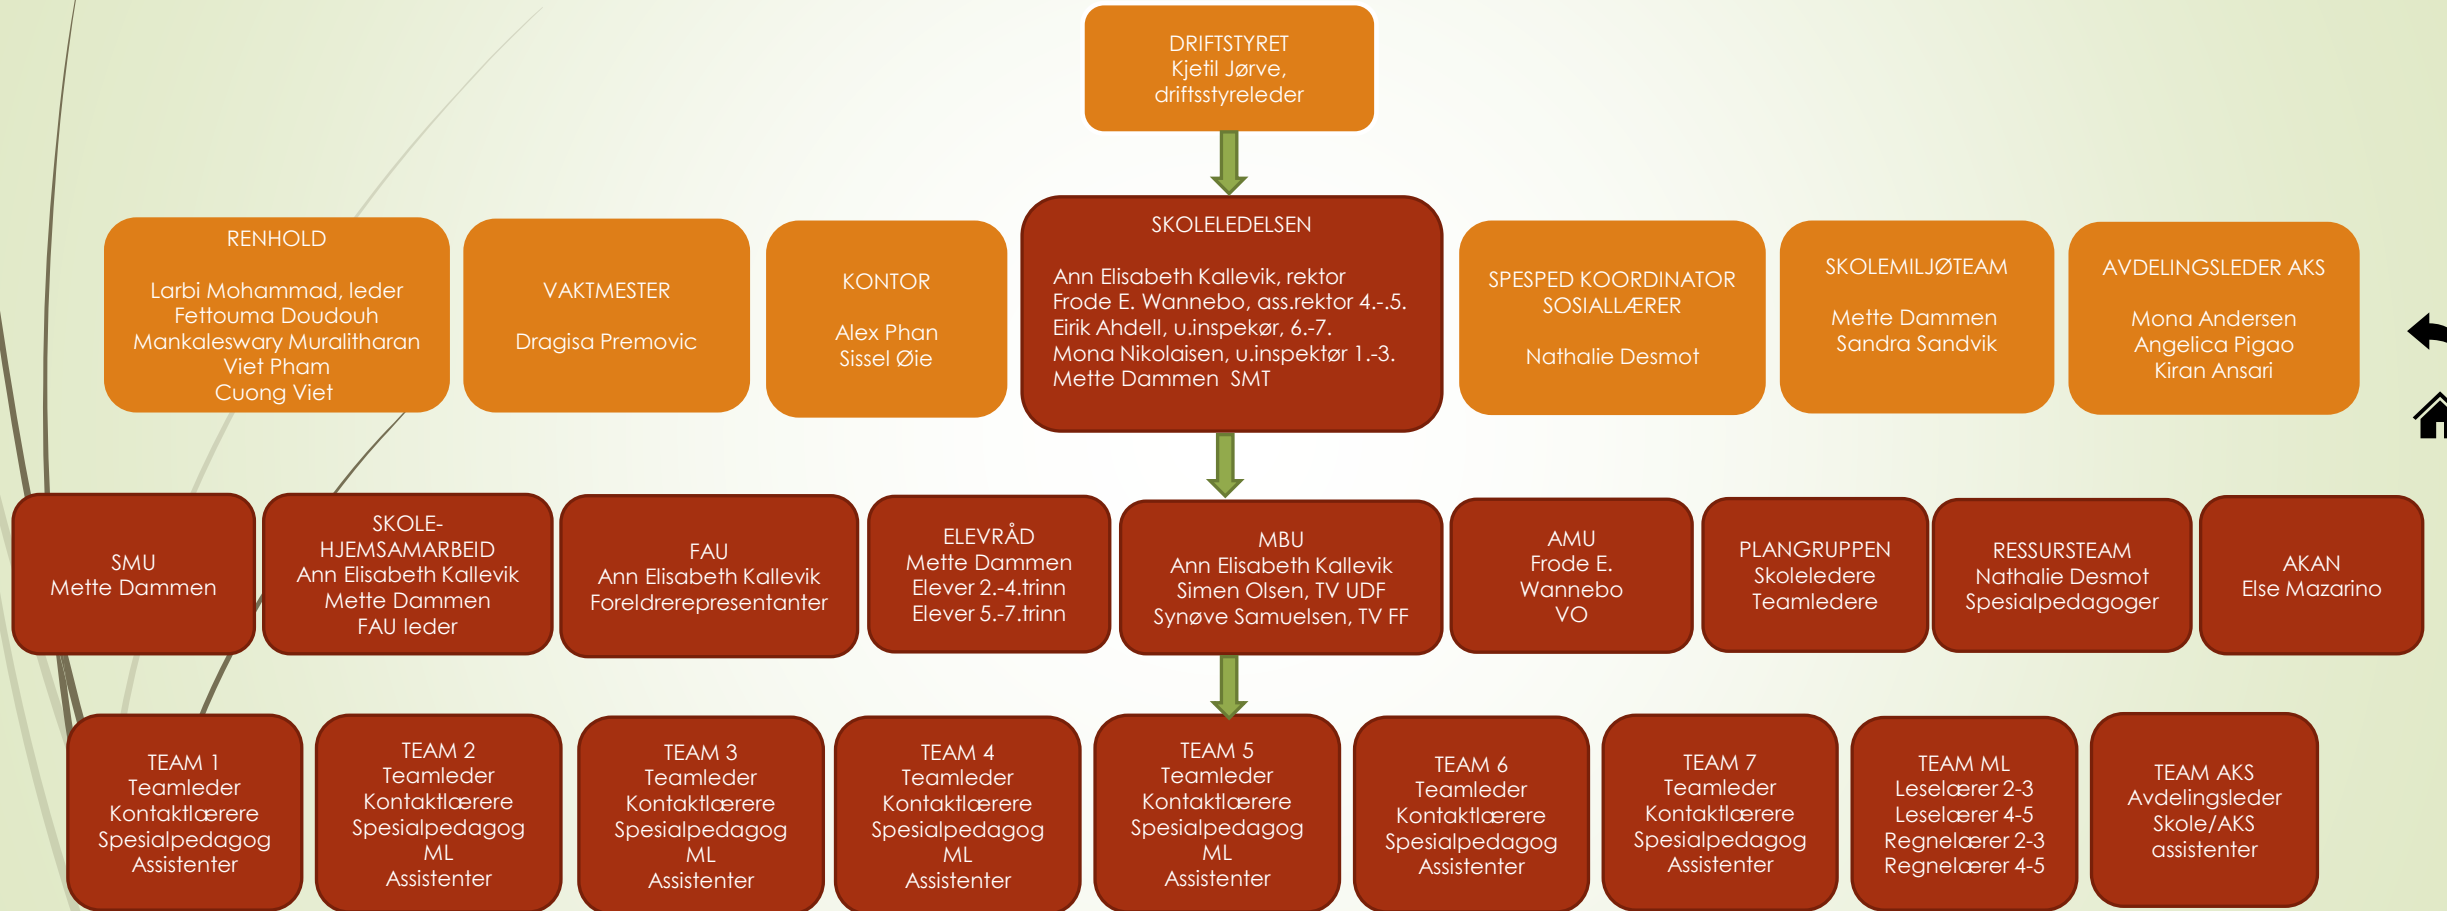 DRIFTSTYRET
Kjetil Jørve,
driftsstyreleder
RENHOLD
Larbi Mohammad, leder
Fettouma Doudouh
Mankaleswary Muralitharan
Viet Pham
Cuong Viet
VAKTMESTER
Dragisa Premovic
KONTOR
Alex Phan
Sissel Øie
SKOLELEDELSEN
Ann Elisabeth Kallevik, rektor
Frode E. Wannebo, ass.rektor 4.-.5.
Eirik Ahdell, u.inspekør, 6.-7.
Mona Nikolaisen, u.inspektør 1.-3.
Mette Dammen  SMT
SPESPED KOORDINATOR
SOSIALLÆRER
Nathalie Desmot
SKOLEMILJØTEAM
Mette Dammen
Sandra Sandvik
AVDELINGSLEDER AKS
Mona Andersen
Angelica Pigao
Kiran Ansari
SMU
Mette Dammen
SKOLE-
HJEMSAMARBEID
Ann Elisabeth Kallevik
Mette Dammen
FAU leder
FAU
Ann Elisabeth Kallevik
Foreldrerepresentanter
ELEVRÅD
Mette Dammen
Elever 2.-4.trinn
Elever 5.-7.trinn
MBU
Ann Elisabeth Kallevik
Simen Olsen, TV UDF
Synøve Samuelsen, TV FF
AMU
Frode E.
Wannebo
VO
PLANGRUPPEN
Skoleledere
Teamledere
RESSURSTEAM
Nathalie Desmot
Spesialpedagoger
AKAN
Else Mazarino
TEAM 1
Teamleder
Kontaktlærere
Spesialpedagog
Assistenter
TEAM 2
Teamleder
Kontaktlærere
Spesialpedagog
ML
Assistenter
TEAM 3
Teamleder
Kontaktlærere
Spesialpedagog
ML
Assistenter
TEAM 4
Teamleder
Kontaktlærere
Spesialpedagog
ML
Assistenter
TEAM 5
Teamleder
Kontaktlærere
Spesialpedagog
ML
Assistenter
TEAM 6
Teamleder
Kontaktlærere
Spesialpedagog
Assistenter
TEAM 7
Teamleder
Kontaktlærere
Spesialpedagog
Assistenter
TEAM ML
Leselærer 2-3
Leselærer 4-5
Regnelærer 2-3
Regnelærer 4-5
TEAM AKS
Avdelingsleder
Skole/AKS
assistenter